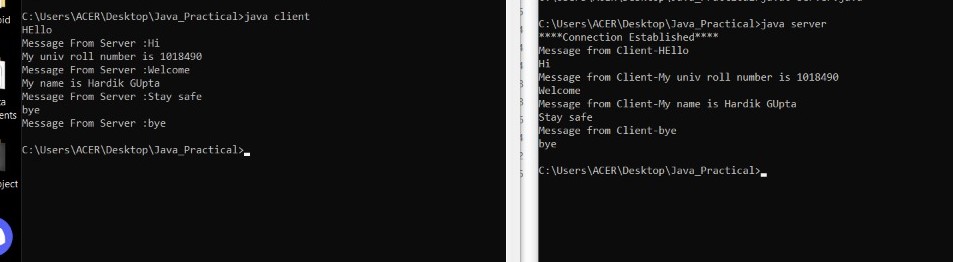 C:\Users\ACER\Desktop\Java_Practical>java client
HEllo
Message From Server :Hi
My univ roll number is 1018490
Message From Server :Welcome
My name is Hardik GUpta
Message From Server :Stay safe
bye
Message From Server :bye
C:\Users\ACER\Desktop\Java_Practical>
C:\Users\ACER\Desktop\Java_Practical>java server
****Connection Established****
Message from Client-HEllo
Hi
Message from Client-My univ roll number is 1018490
Welcome
Message from Client-My name is Hardik GUpta
Stay safe
Message from Client-bye
bye
C:\Users\ACER\Desktop\Java_Practical>